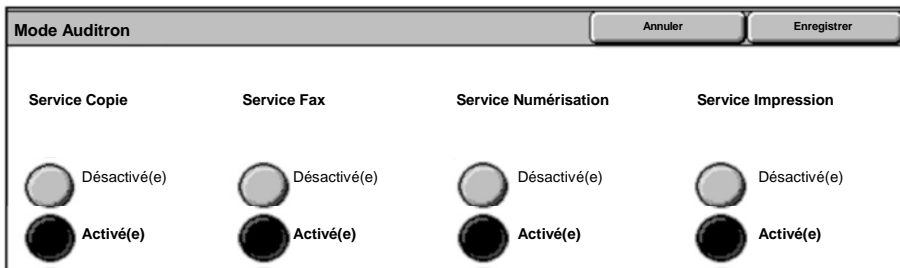 Mode Auditron Annuler Enregistrer
Service Copie Service Fax Service Numérisation Service Impression
Désactivé(e) Désactivé(e) Désactivé(e) Désactivé(e)
Activé(e) Activé(e) Activé(e) Activé(e)